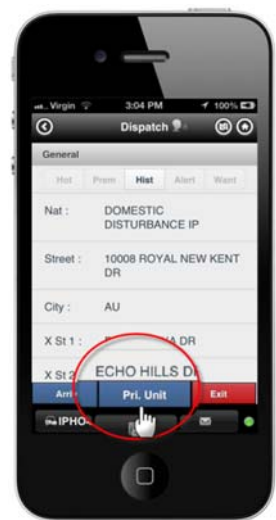 Virgin 3:04 PM 100%
Dispatch
General
Hot Prem Hist Alert Want
Nat : DOMESTIC
DISTURBANCE IP
Street : 10008 ROYAL NEW KENT
DR
City : AU
X St 1 : DR
X St 2 ECHO HILLS D
Pri. Unit Exit
IPHO